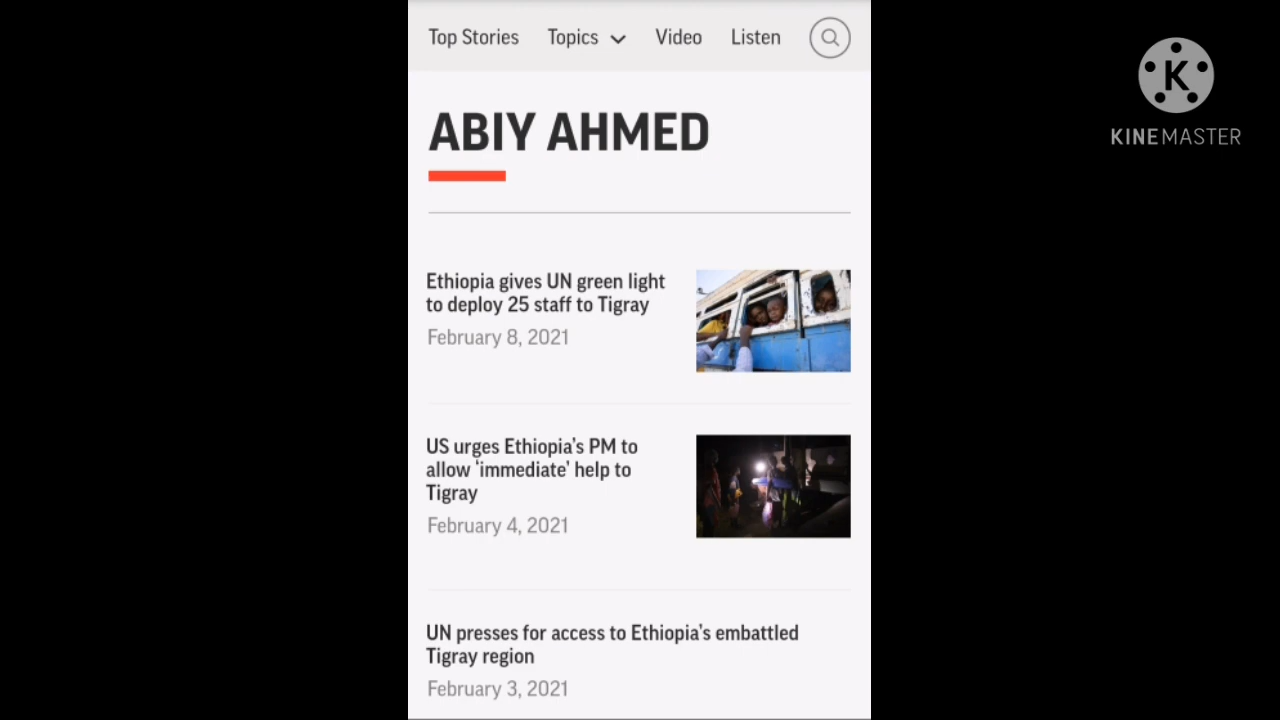 Top Stories Topics Video Listen
K
KINEMASTER
ABIY AHMED
Ethiopia gives UN green light
to deploy 25 staff to Tigray
February 8, 2021
US urges Ethiopia's PM to
allow ‘immediate’ help to
Tigray
February 4, 2021
UN presses for access to Ethiopia's embattled
Tigray region
February 3, 2021